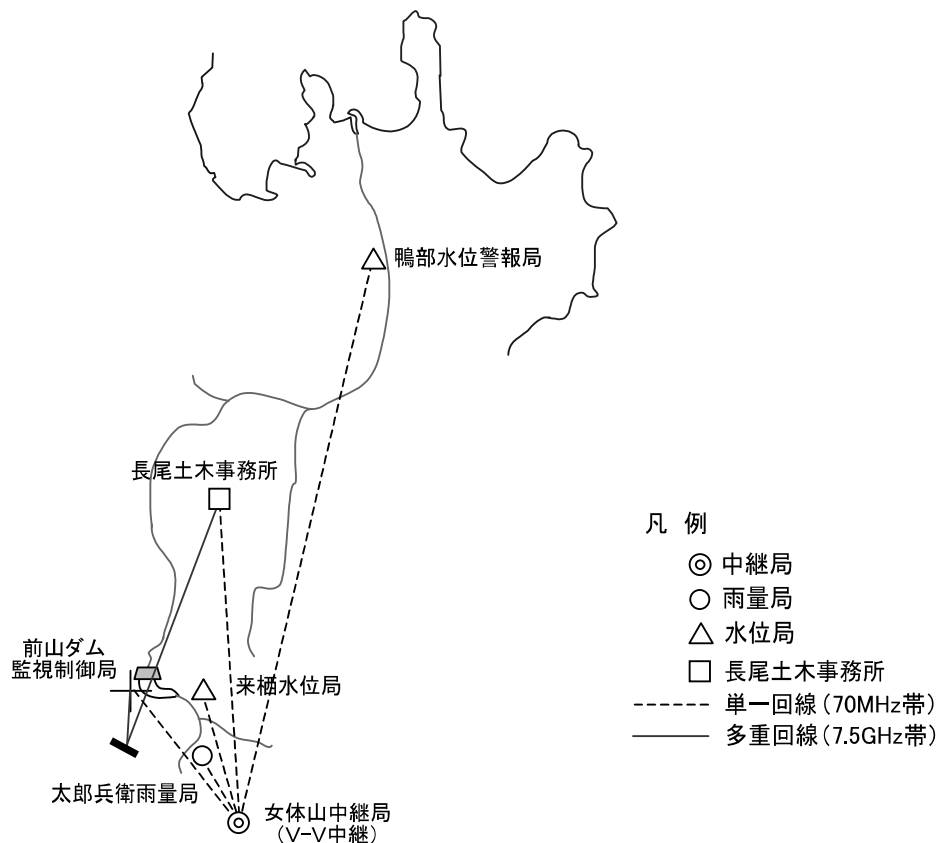 鴨部水位警報局
長尾土木事務所
凡 例
中継局
雨量局
水位局
長尾土木事務所
単一回線(70MHz帯)
多重回線(7.5GHz帯)
前山ダム
監視制御局
来栖水位局
太郎兵衛雨量局
女体山中継局
(V-V中継)